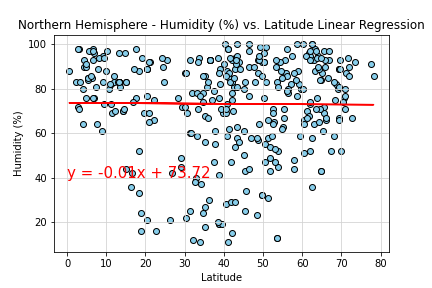 Northern Hemisphere - Humidity (%) vs. Latitude Linear Regression
100
80
60
40
20
Humidity (%)
y = -0.01x + 73.72
0 10 20 30 40 50 60 70 80
Latitude